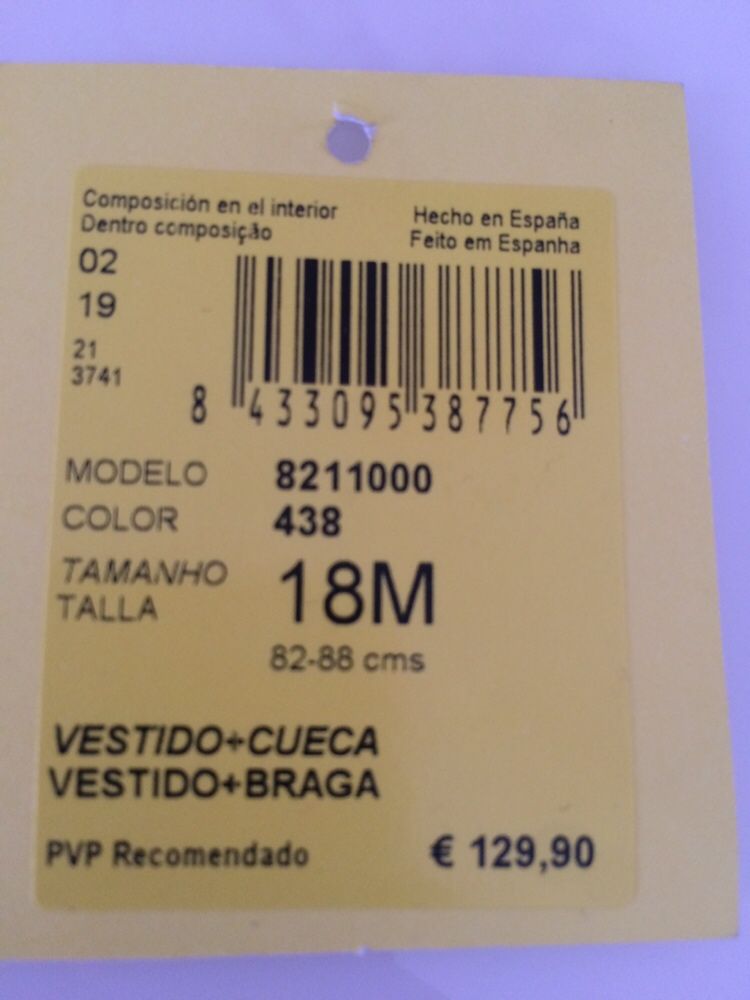 Composición en el interior
Dentro composição
Hecho en España
Feito em Espanha
02
19
21
3741
8 433095 387756
MODELO 8211000
COLOR 438
TAMANHO
TALLA
18M
82-88 cms
VESTIDO+CUECA
VESTIDO+BRAGA
PVP Recomendado € 129,90